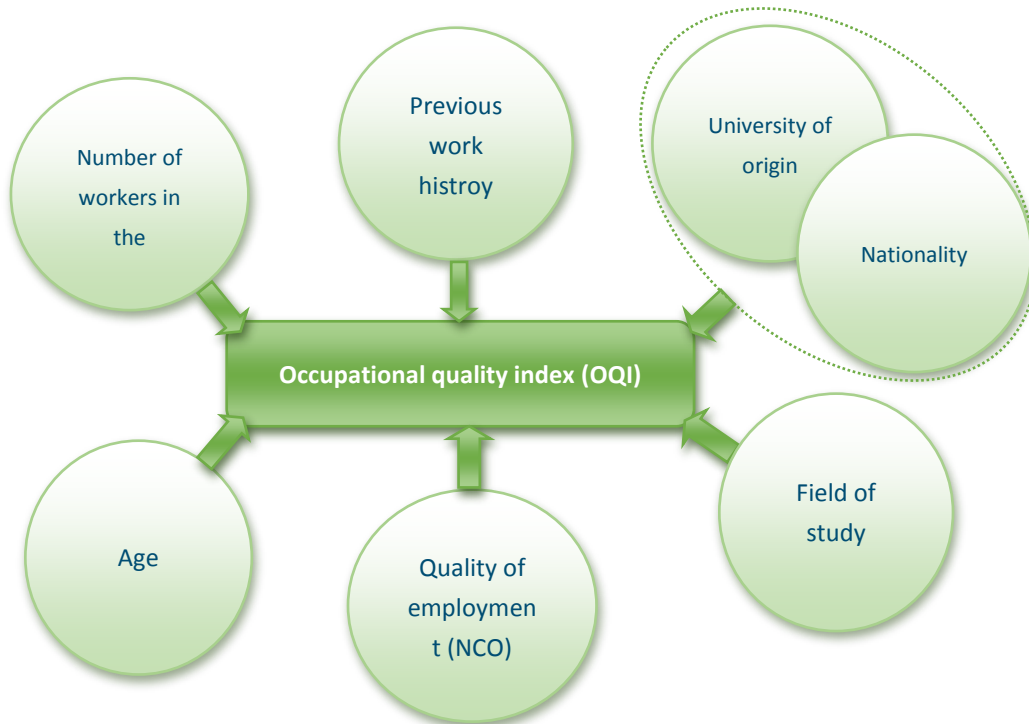 Number of
workers in
the
Previous
work
histroy
University of
origin
Nationality
Occupational quality index (OQI)
Age
Quality of
employmen
t (NCO)
Field of
study